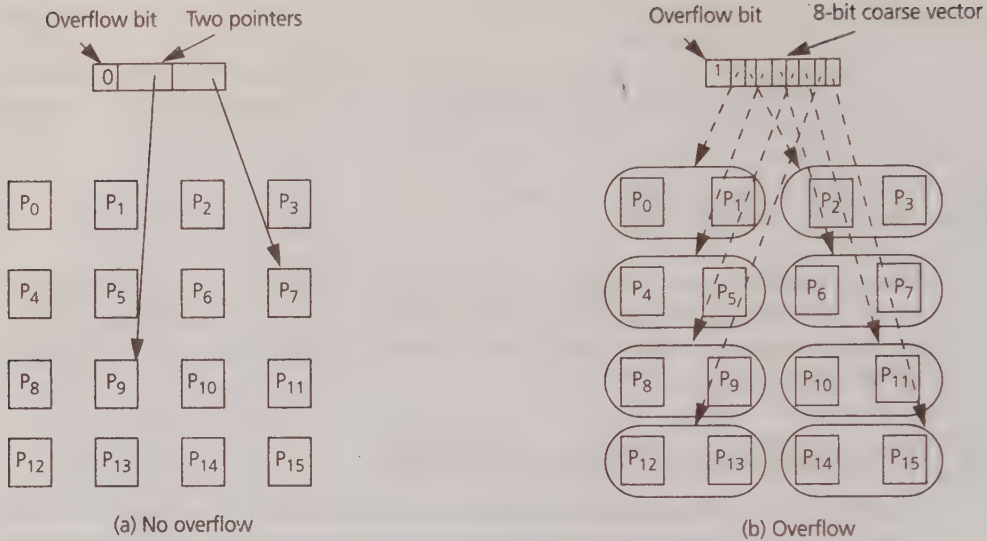 Overflow bit Two pointers
0
P0 P1 P2 P3
P4 P5 P6 P7
P8 P9 P10 P11
P12 P13 P14 P15
(a) No overflow
Overflow bit 8-bit coarse vector
1
P0 P1 P2 P3
P4 P5 P6 P7
P8 P9 P10 P11
P12 P13 P14 P15
(b) Overflow